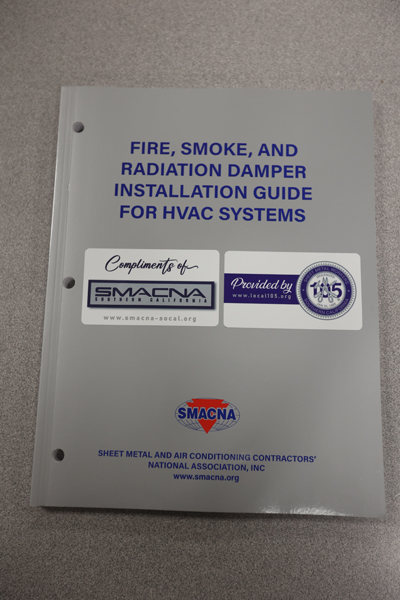 FIRE, SMOKE, AND
RADIATION DAMPER
INSTALLATION GUIDE
FOR HVAC SYSTEMS
Compliments of
SMACNA
SOUTHERN CALIFORNIA
www.smacna-socal.org
Provided by
www.local105.org
105
SMACNA
SHEET METAL AND AIR CONDITIONING CONTRACTORS'
NATIONAL ASSOCIATION, INC
www.smacna.org